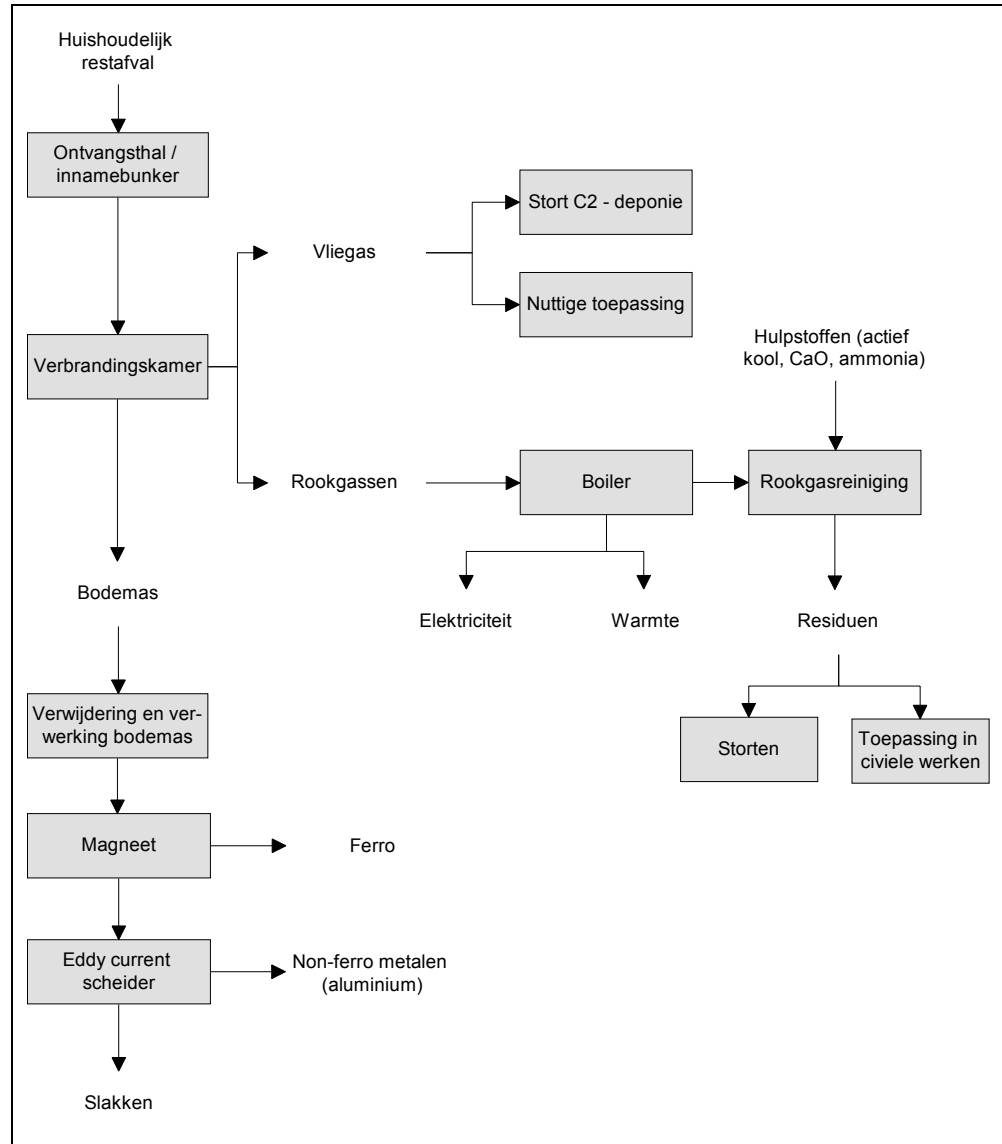 Huishoudelijk
restafval
Ontvangsthal /
innamebunker
Stort C2 - deponie
Vliegas
Nuttige toepassing
Hulpstoffen (actief
kool, CaO, ammonia)
Verbrandingskamer
Rookgassen
Boiler
Rookgasreiniging
Bodemas
Elektriciteit
Warmte
Residuen
Verwijdering en ver-
werking bodemas
Storten
Toepassing in
civiele werken
Magneet
Ferro
Eddy current
scheider
Non-ferro metalen
(aluminium)
Slakken